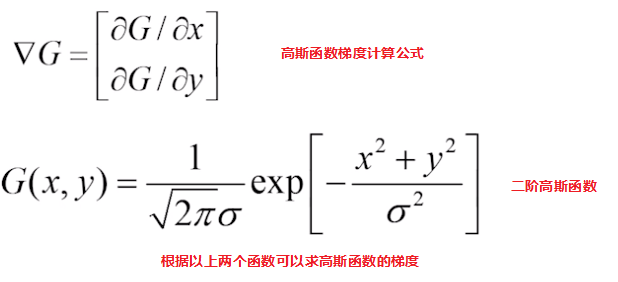 ∇G = [∂G/∂x
∂G/∂y]
高斯函数梯度计算公式
G(x, y) = 1/(√2πσ) exp[−(x² + y²)/σ²]
二阶高斯函数
根据以上两个函数可以求高斯函数的梯度